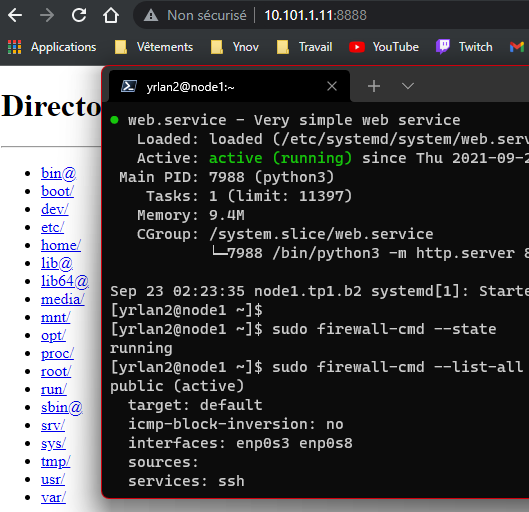 Non sécurisé | 10.101.1.11:8888
Applications Vêtements Ynov Travail YouTube Twitch
yrlan2@node1:~
Directo
bin@
boot/
dev/
etc/
home/
lib@
lib64@
media/
mnt/
opt/
proc/
root/
run/
sbin@
srv/
sys/
tmp/
usr/
var/
● web.service - Very simple web service
Loaded: loaded (/etc/systemd/system/web.serv
Active: active (running) since Thu 2021-09-2
Main PID: 7988 (python3)
Tasks: 1 (limit: 11397)
Memory: 9.4M
CGroup: /system.slice/web.service
└─7988 /bin/python3 -m http.server 8
Sep 23 02:23:35 node1.tp1.b2 systemd[1]: Starte
[yrlan2@node1 ~]$
[yrlan2@node1 ~]$ sudo firewall-cmd --state
running
[yrlan2@node1 ~]$ sudo firewall-cmd --list-all
public (active)
target: default
icmp-block-inversion: no
interfaces: enp0s3 enp0s8
sources:
services: ssh